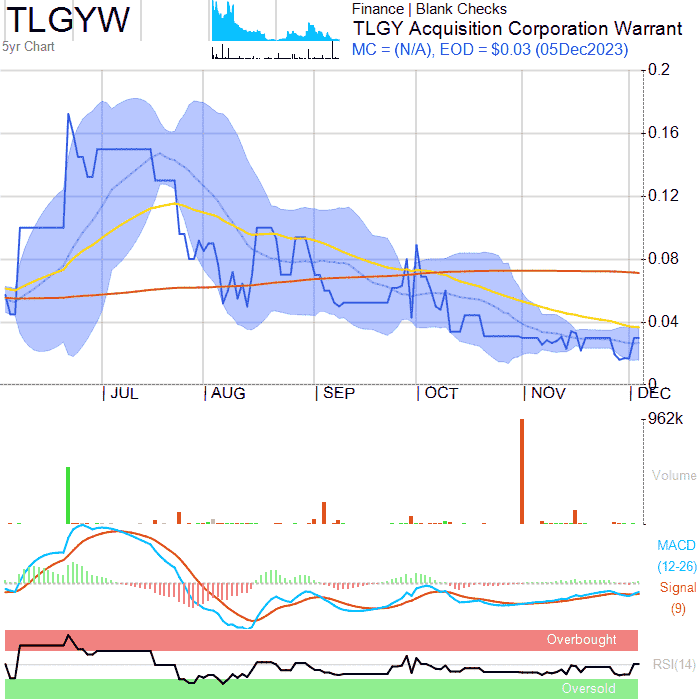 TLGYW
5yr Chart
Finance | Blank Checks
TLGY Acquisition Corporation Warrant
MC = (N/A), EOD = $0.03 (05Dec2023)
0.2
0.16
0.12
0.08
0.04
0
JUL AUG SEP OCT NOV DEC
962k
Volume
MACD
(12-26)
Signal
(9)
Overbought
RSI(14)
Oversold